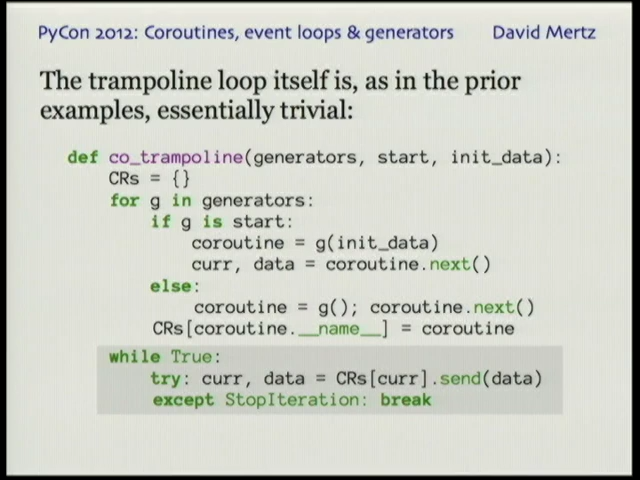 PyCon 2012: Coroutines, event loops & generators David Mertz
The trampoline loop itself is, as in the prior
examples, essentially trivial:
def co_trampoline(generators, start, init_data):
CRs = {}
for g in generators:
if g is start:
coroutine = g(init_data)
curr, data = coroutine.next()
else:
coroutine = g(); coroutine.next()
CRs[coroutine.__name__] = coroutine
while True:
try: curr, data = CRs[curr].send(data)
except StopIteration: break